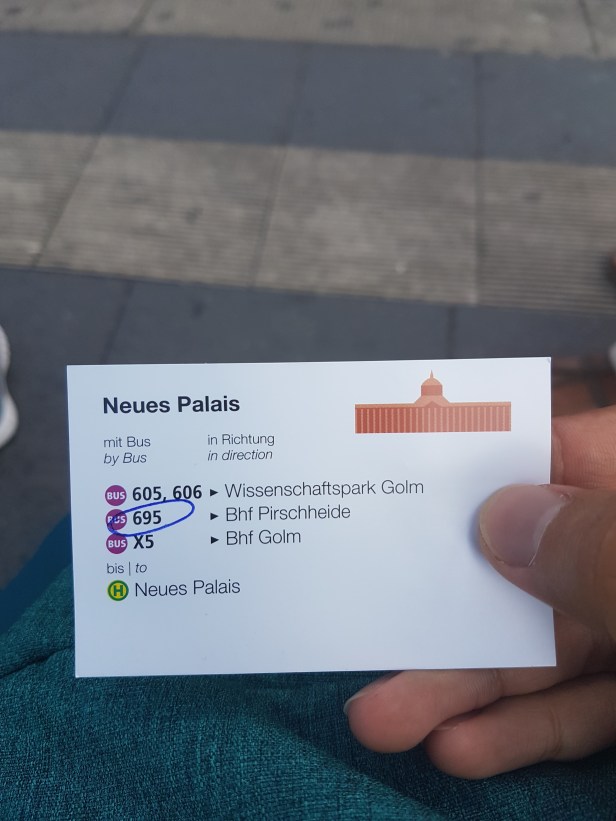 Neues Palais
mit Bus in Richtung
by Bus in direction
BUS 605, 606 ▸ Wissenschaftspark Golm
BUS 695 ▸ Bhf Pirschheide
BUS X5 ▸ Bhf Golm
bis | to
H Neues Palais